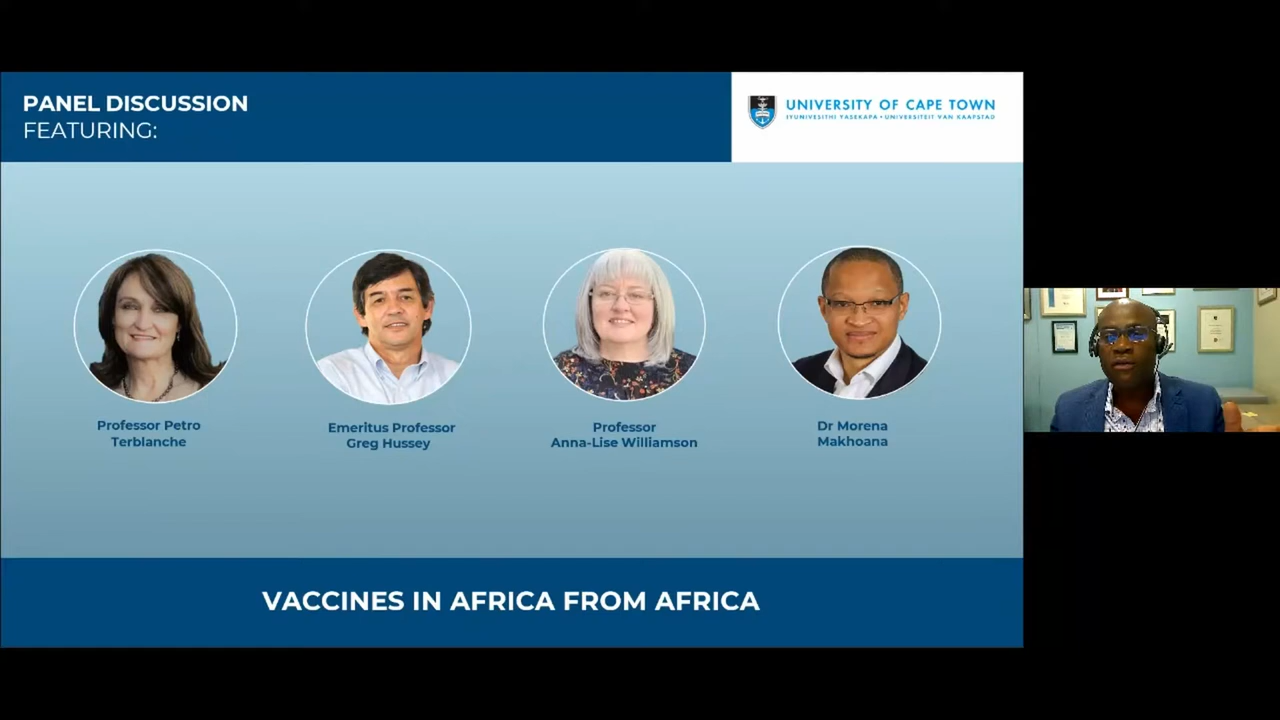 PANEL DISCUSSION
FEATURING:
UNIVERSITY OF CAPE TOWN
IYUNIVESITHI YASEKAPA • UNIVERSITEIT VAN KAAPSTAD
Professor Petro
Terblanche
Emeritus Professor
Greg Hussey
Professor
Anna-Lise Williamson
Dr Morena
Makhoana
VACCINES IN AFRICA FROM AFRICA